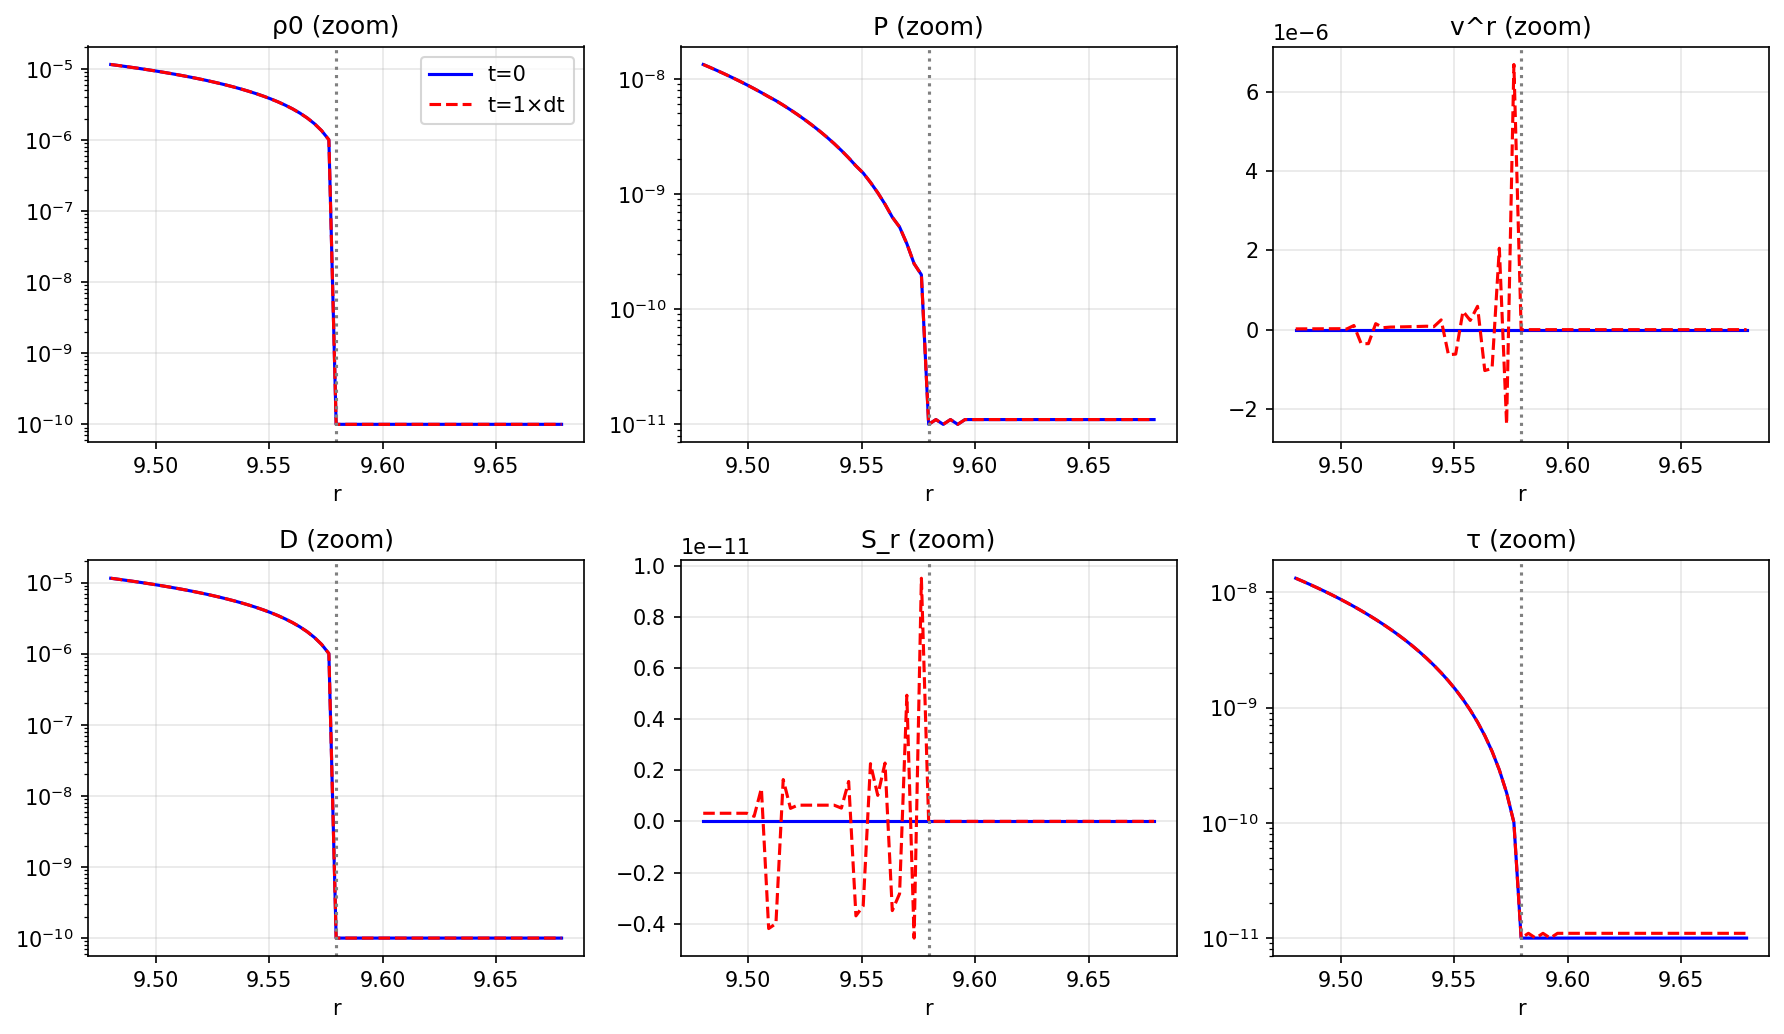 ρ0 (zoom)
10⁻⁵
10⁻⁶
10⁻⁷
10⁻⁸
10⁻⁹
10⁻¹⁰
t=0
t=1×dt
9.50 9.55 9.60 9.65
r
P (zoom)
10⁻⁸
10⁻⁹
10⁻¹⁰
10⁻¹¹
9.50 9.55 9.60 9.65
r
v^r (zoom)
1e−6
6
4
2
0
−2
9.50 9.55 9.60 9.65
r
D (zoom)
10⁻⁵
10⁻⁶
10⁻⁷
10⁻⁸
10⁻⁹
10⁻¹⁰
9.50 9.55 9.60 9.65
r
S_r (zoom)
1e−11
1.0
0.8
0.6
0.4
0.2
0.0
−0.2
−0.4
9.50 9.55 9.60 9.65
r
τ (zoom)
10⁻⁸
10⁻⁹
10⁻¹⁰
10⁻¹¹
9.50 9.55 9.60 9.65
r